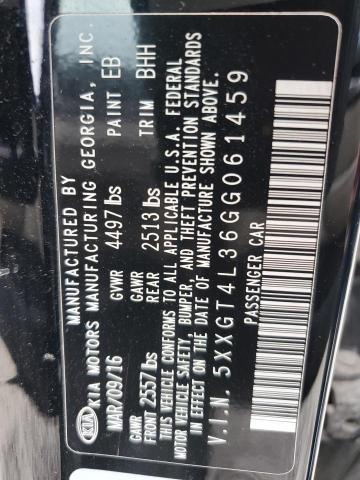 KIA
MANUFACTURED BY
KIA MOTORS MANUFACTURING GEORGIA, INC.
MAR/09/16 GVWR 4497 lbs PAINT EB
GAWR FRONT 2557 lbs GAWR REAR 2513 lbs TRIM BHH
THIS VEHICLE CONFORMS TO ALL APPLICABLE U.S.A. FEDERAL
MOTOR VEHICLE SAFETY, BUMPER, AND THEFT PREVENTION STANDARDS
IN EFFECT ON THE DATE OF MANUFACTURE SHOWN ABOVE.
V.I.N. 5XXGT4L36GG061459
PASSENGER CAR